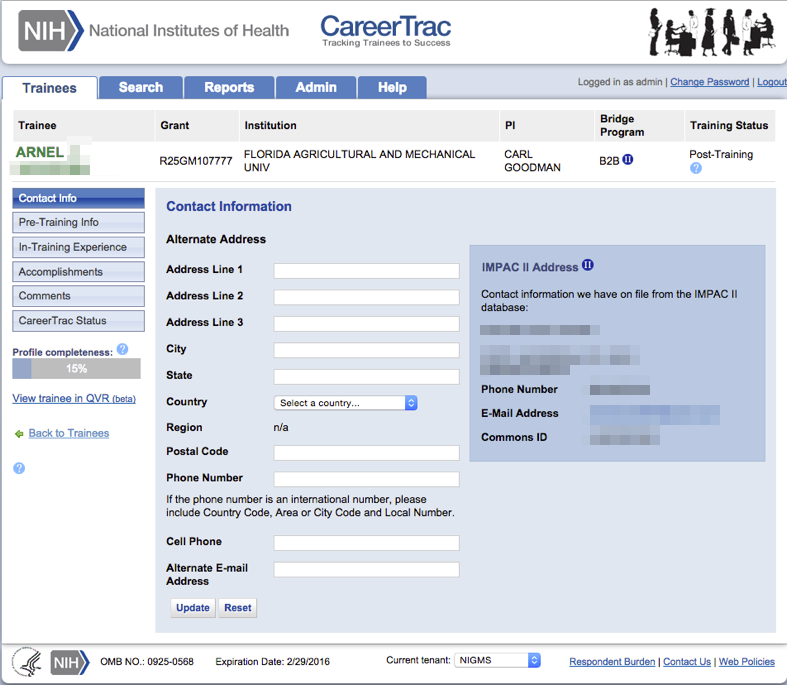 NIH National Institutes of Health
CareerTrac
Tracking Trainees to Success
Trainees Search Reports Admin Help
Logged in as admin | Change Password | Logout
Trainee Grant Institution PI Bridge Program Training Status
ARNEL
R25GM107777
FLORIDA AGRICULTURAL AND MECHANICAL
UNIV
CARL
GOODMAN
B2B II
Post-Training
?
Contact Info
Pre-Training Info
In-Training Experience
Accomplishments
Comments
CareerTrac Status
Profile completeness: ?
15%
View trainee in QVR (beta)
Back to Trainees
?
Contact Information
Alternate Address
Address Line 1
Address Line 2
Address Line 3
City
State
Country Select a country...
Region n/a
Postal Code
Phone Number
If the phone number is an international number, please
include Country Code, Area or City Code and Local Number.
Cell Phone
Alternate E-mail
Address
Update Reset
IMPAC II Address II
Contact information we have on file from the IMPAC II
database:
Phone Number
E-Mail Address
Commons ID
NIH OMB NO.: 0925-0568 Expiration Date: 2/29/2016 Current tenant: NIGMS Respondent Burden | Contact Us | Web Policies